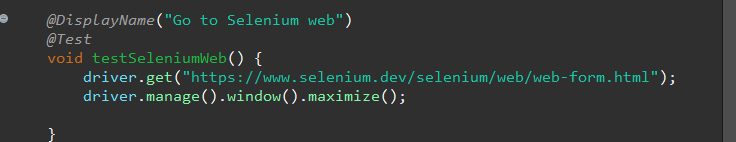 @DisplayName("Go to Selenium web")
@Test
void testSeleniumWeb() {
driver.get("https://www.selenium.dev/selenium/web/web-form.html");
driver.manage().window().maximize();
}